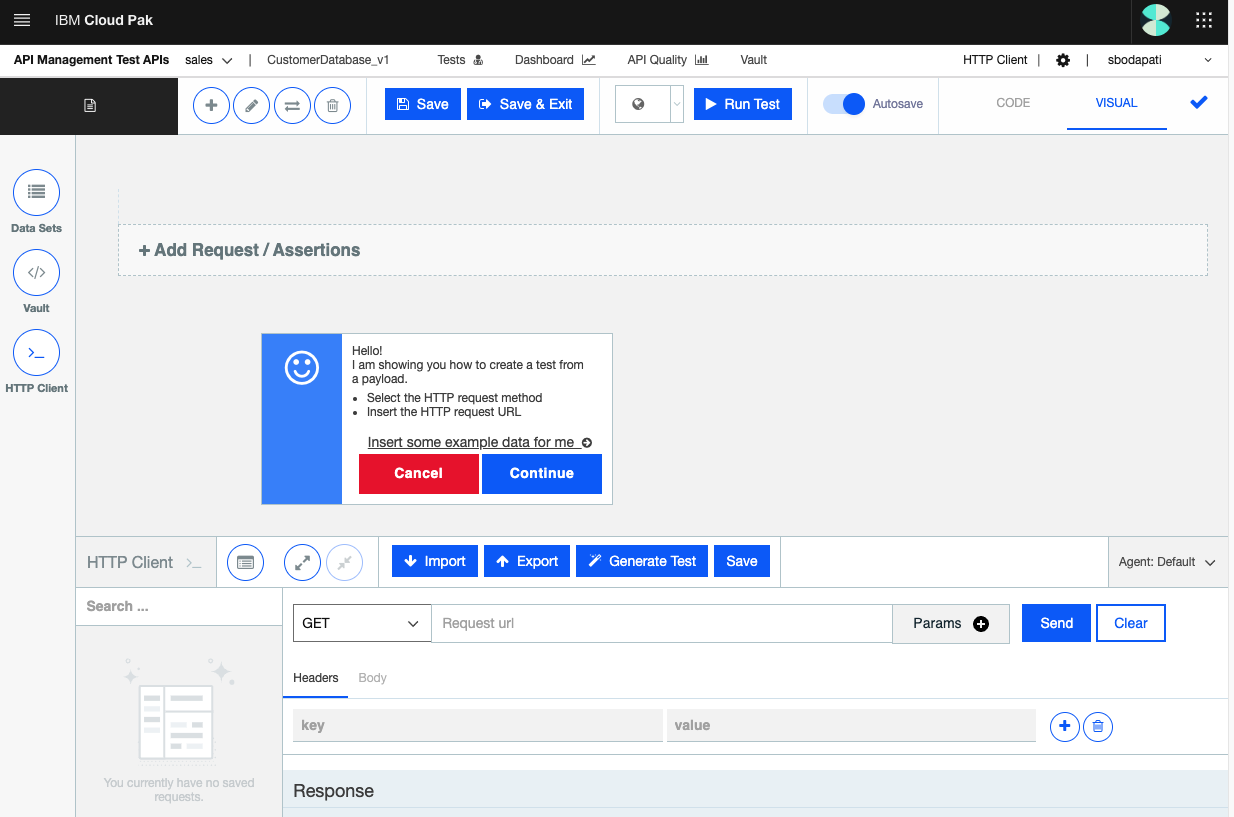 IBM Cloud Pak
API Management Test APIs sales | CustomerDatabase_v1 Tests Dashboard API Quality Vault HTTP Client | | sbodapati
Save Save & Exit Run Test Autosave CODE VISUAL
Data Sets
Vault
HTTP Client
+ Add Request / Assertions
Hello!
I am showing you how to create a test from
a payload.
• Select the HTTP request method
• Insert the HTTP request URL
Insert some example data for me
Cancel Continue
HTTP Client >_ Import Export Generate Test Save Agent: Default
Search ...
GET Request url Params Send Clear
Headers Body
key value
You currently have no saved
requests.
Response